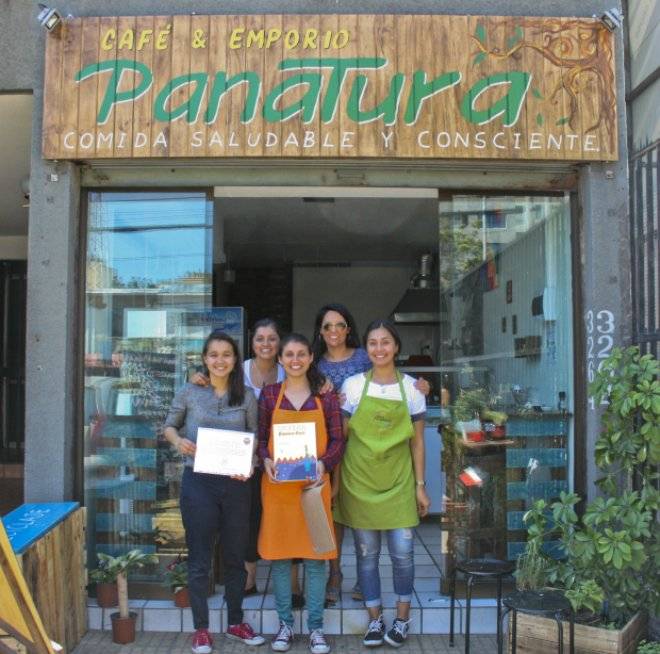 CAFÉ & EMPORIO
Panatura
COMIDA SALUDABLE Y CONSCIENTE